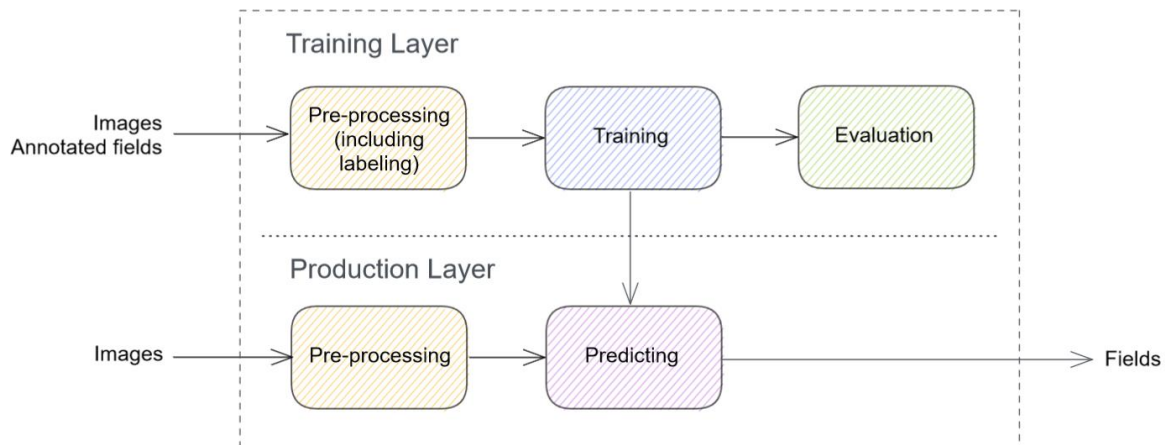 Training Layer
Images
Annotated fields
Pre-processing
(including
labeling)
Training
Evaluation
Production Layer
Images
Pre-processing
Predicting
Fields